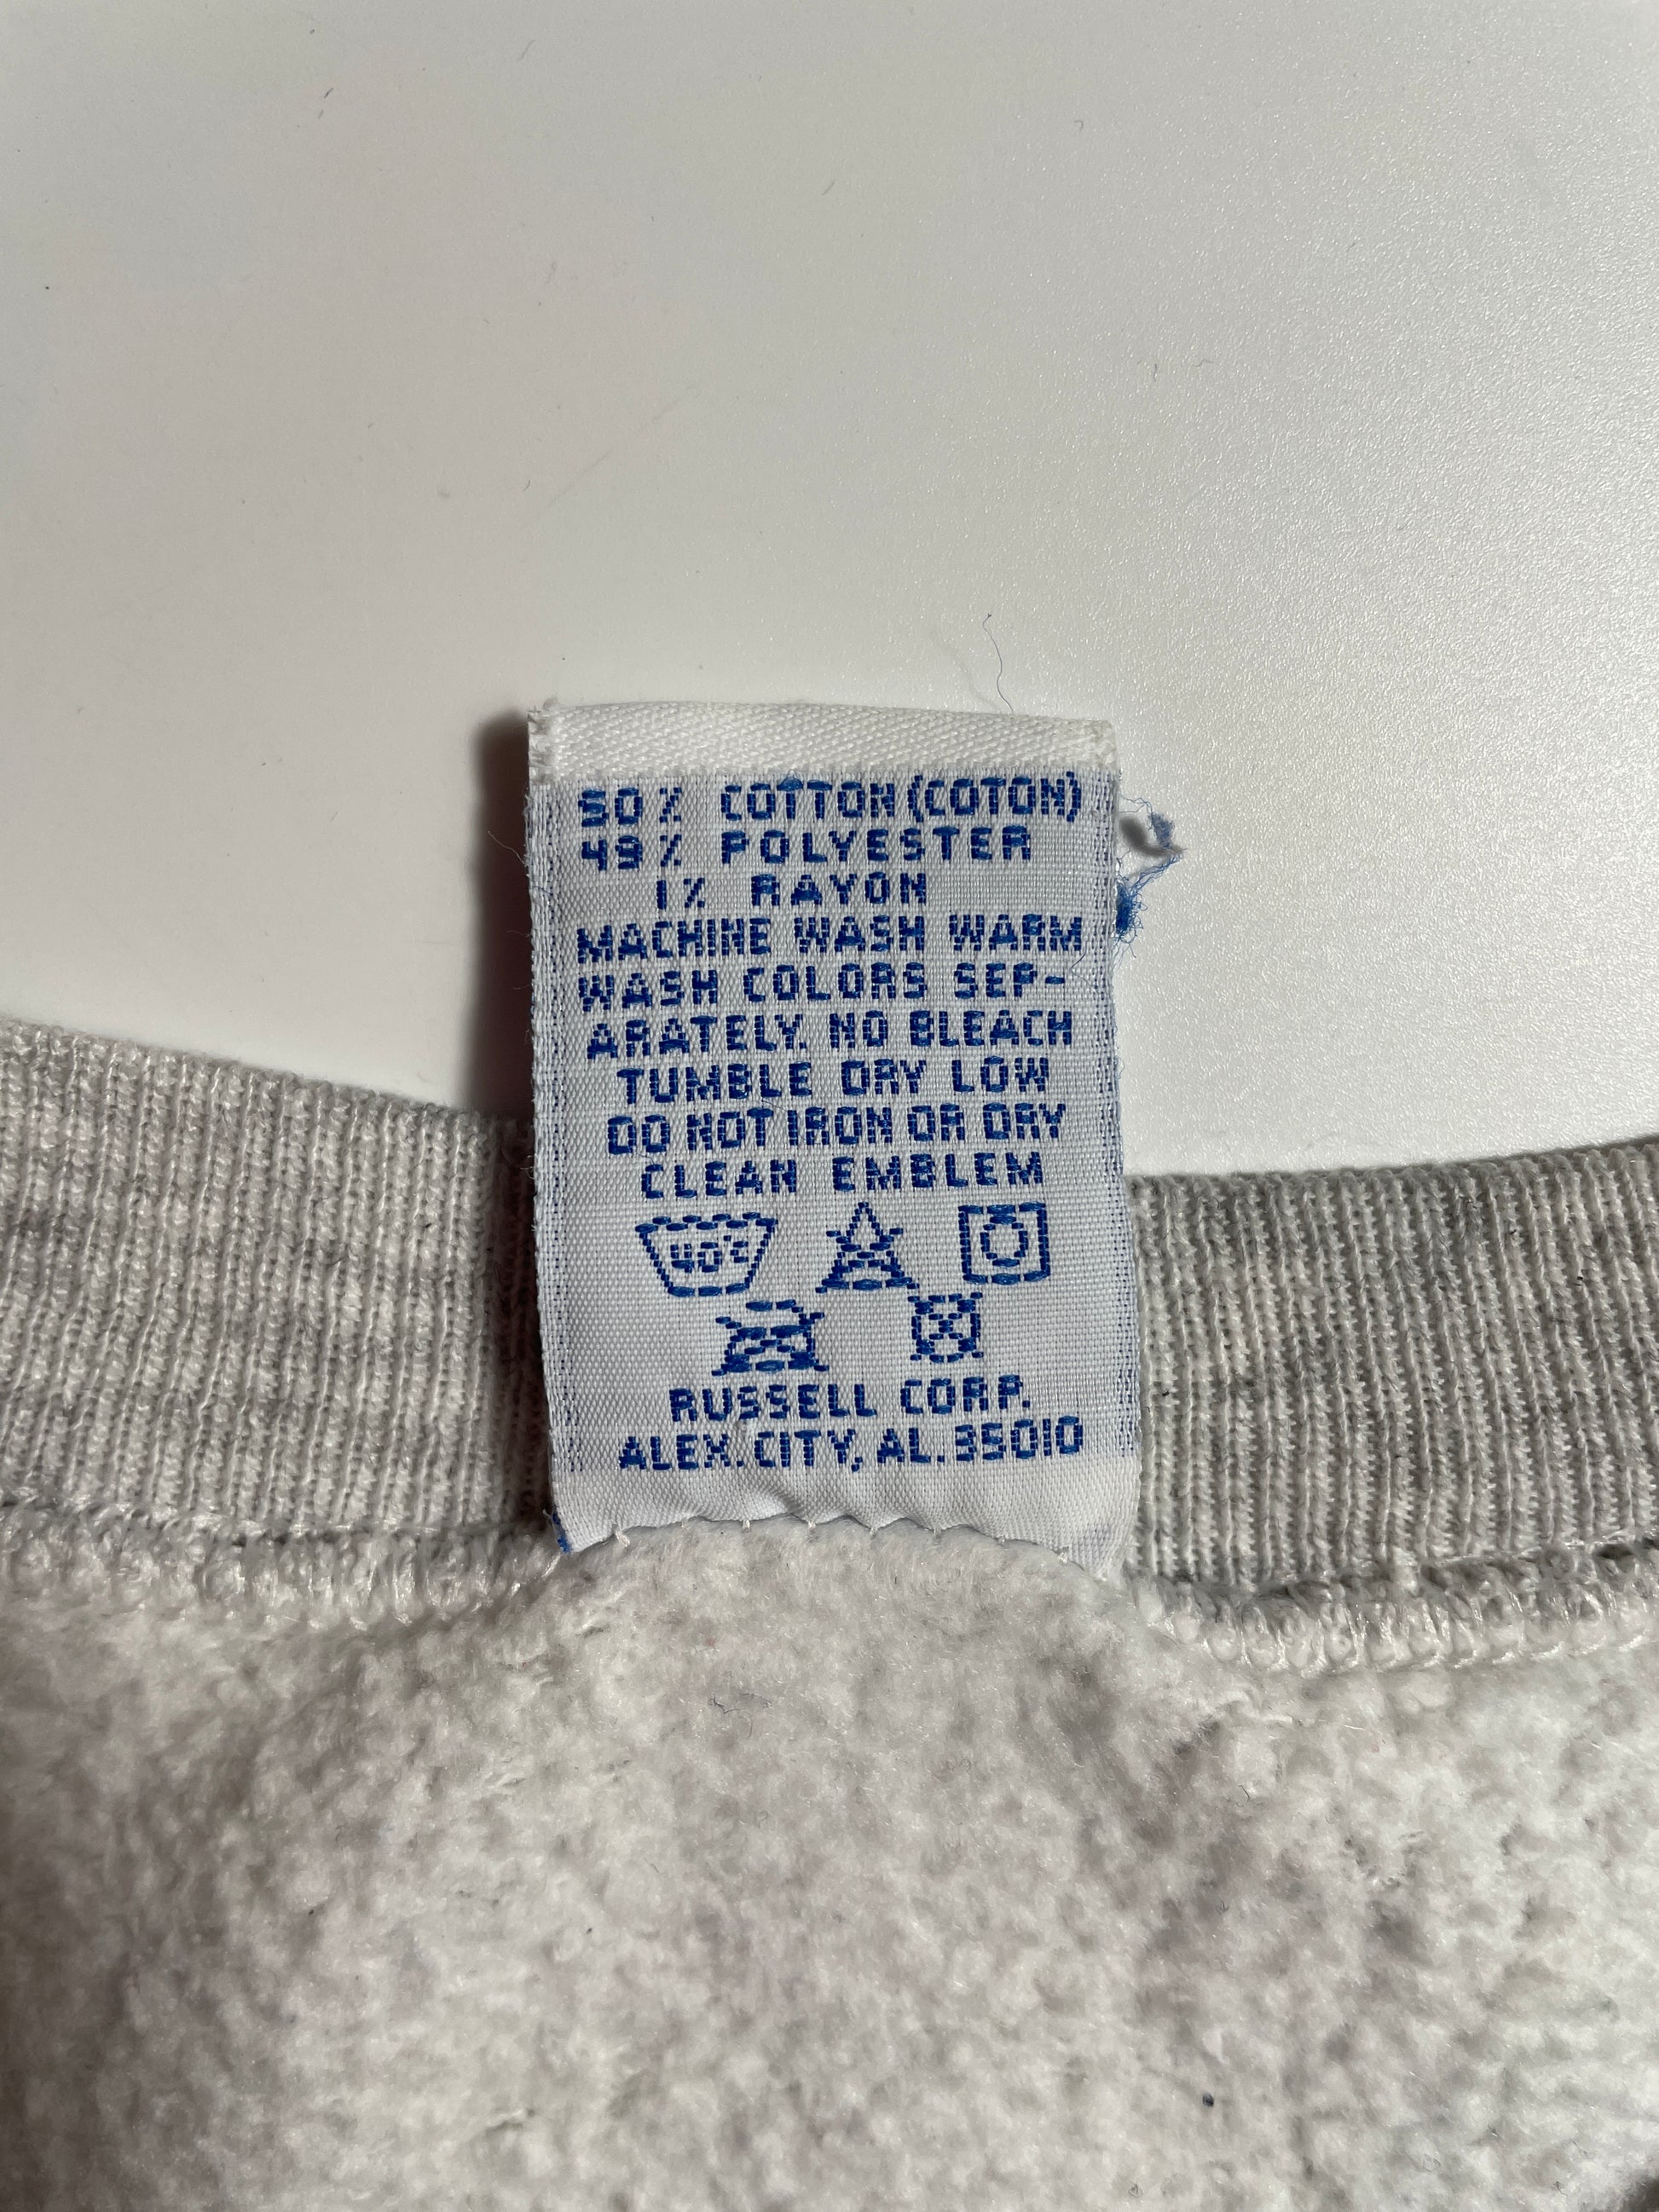 50% COTTON (COTON)
49% POLYESTER
1% RAYON
MACHINE WASH WARM
WASH COLORS SEP-
ARATELY. NO BLEACH
TUMBLE DRY LOW
DO NOT IRON OR DRY
CLEAN EMBLEM
40°C
RUSSELL CORP.
ALEX. CITY, AL. 35010